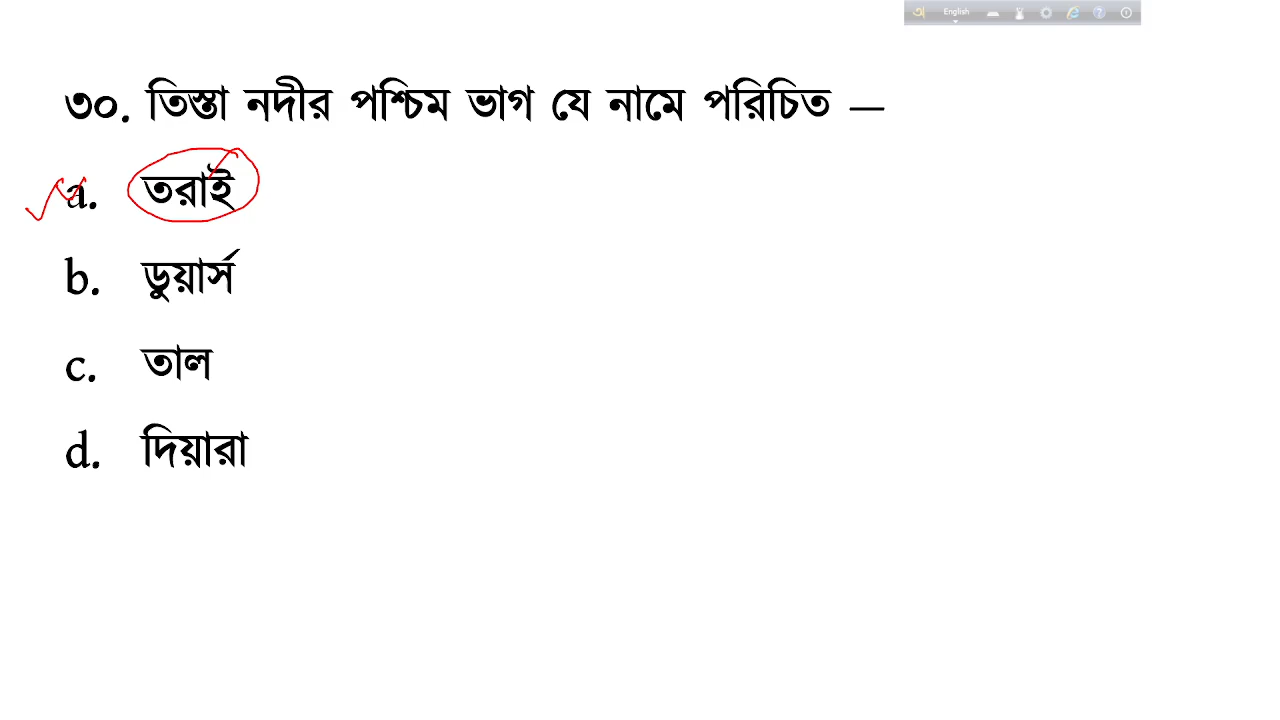 অ English
৩০. তিস্তা নদীর পশ্চিম ভাগ যে নামে পরিচিত —
a. তরাই
b. ডুয়ার্স
c. তাল
d. দিয়ারা